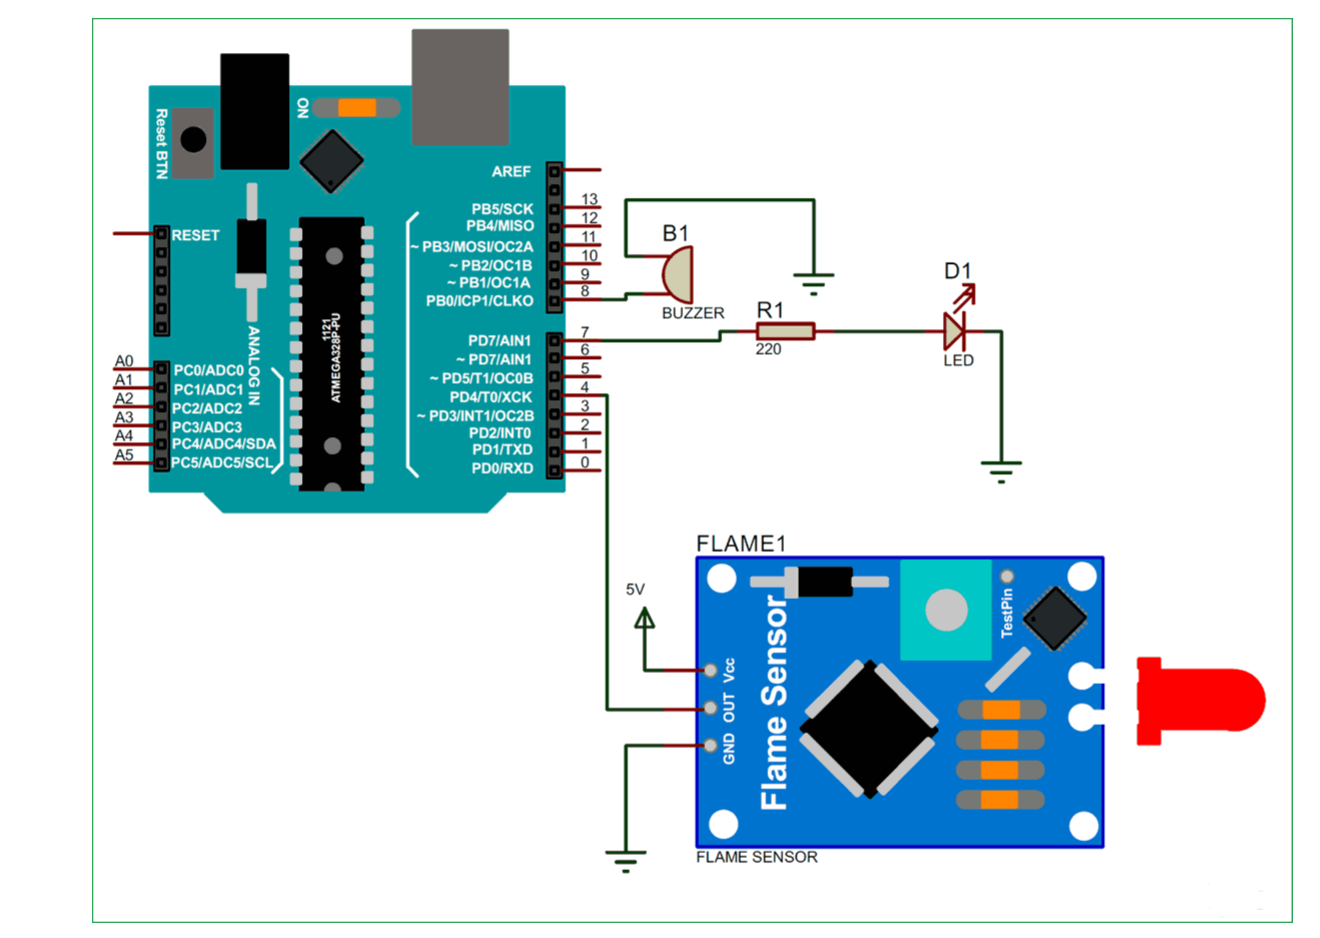 Reset BTN
ON
AREF
RESET
PB5/SCK
PB4/MISO
~ PB3/MOSI/OC2A
~ PB2/OC1B
~ PB1/OC1A
PB0/ICP1/CLKO
13
12
11
10
9
8
PD7/AIN1
~ PD7/AIN1
~ PD5/T1/OC0B
PD4/T0/XCK
~ PD3/INT1/OC2B
PD2/INT0
PD1/TXD
PD0/RXD
7
6
5
4
3
2
1
0
A0
A1
A2
A3
A4
A5
PC0/ADC0
PC1/ADC1
PC2/ADC2
PC3/ADC3
PC4/ADC4/SDA
PC5/ADC5/SCL
ANALOG IN
1121
ATMEGA328P-PU
B1
BUZZER
R1
220
D1
LED
FLAME1
5V
Vcc
OUT
GND
Flame Sensor
TestPin
FLAME SENSOR